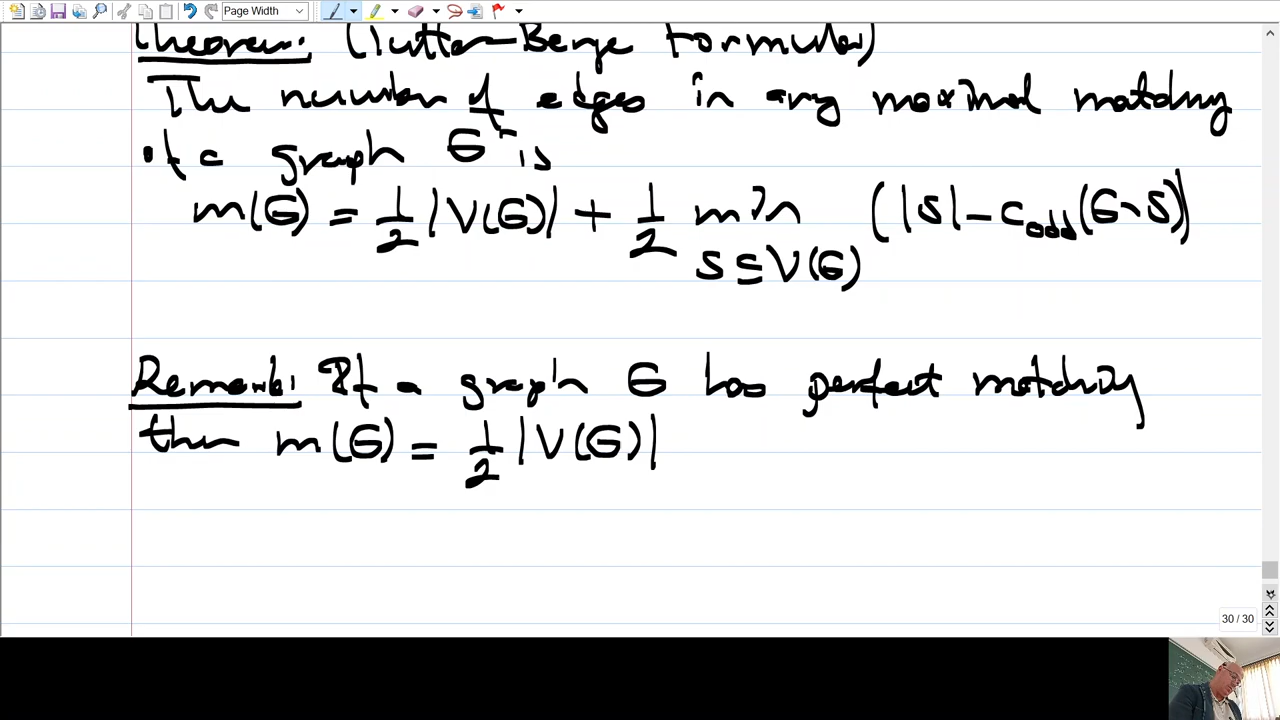 Page Width
Theorem: (Tutte-Berge Formula)
The number of edges in any maximal matching
of a graph G is
m(G) = 1/2 |V(G)| + 1/2 min (|S| - c_odd(G∖S))
S ⊆ V(G)
Remark: If a graph G has perfect matching
then m(G) = 1/2 |V(G)|
30 / 30